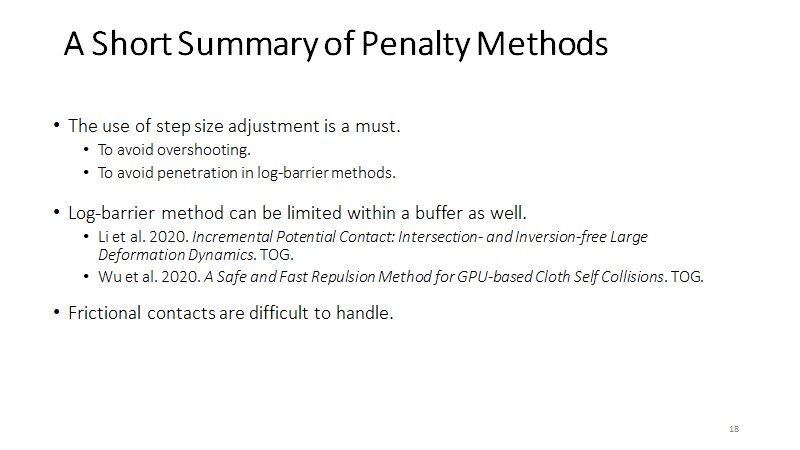 A Short Summary of Penalty Methods
• The use of step size adjustment is a must.
• To avoid overshooting.
• To avoid penetration in log-barrier methods.
• Log-barrier method can be limited within a buffer as well.
• Li et al. 2020. Incremental Potential Contact: Intersection- and Inversion-free Large
Deformation Dynamics. TOG.
• Wu et al. 2020. A Safe and Fast Repulsion Method for GPU-based Cloth Self Collisions. TOG.
• Frictional contacts are difficult to handle.
18